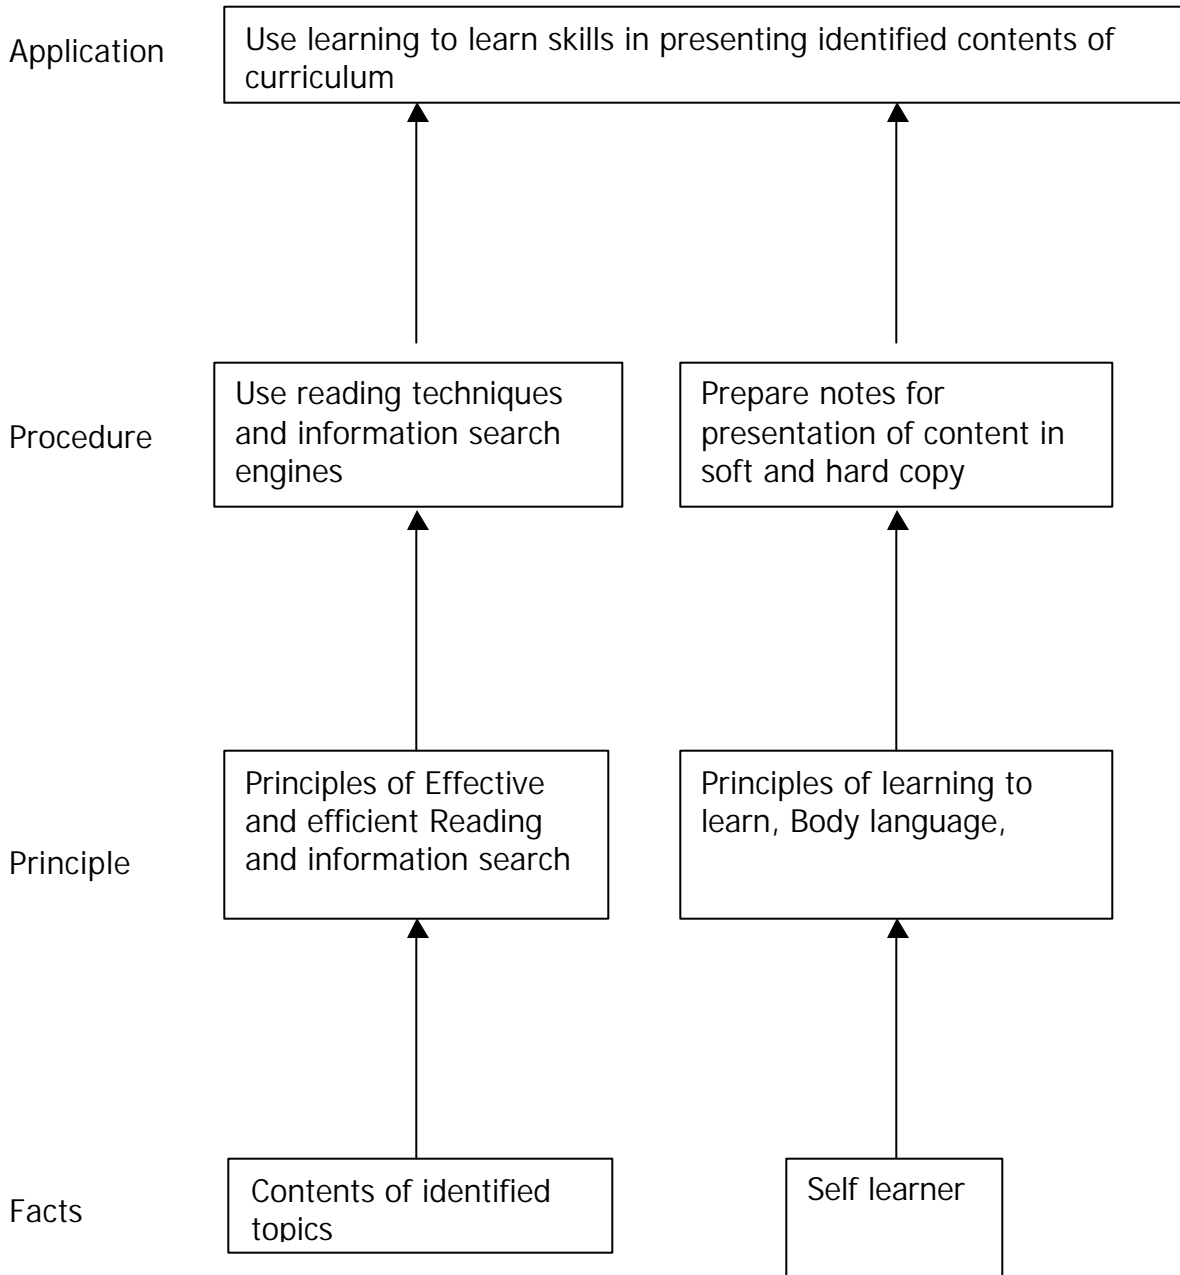 Application
Use learning to learn skills in presenting identified contents of
curriculum
Procedure
Use reading techniques
and information search
engines
Prepare notes for
presentation of content in
soft and hard copy
Principle
Principles of Effective
and efficient Reading
and information search
Principles of learning to
learn, Body language,
Facts
Contents of identified
topics
Self learner